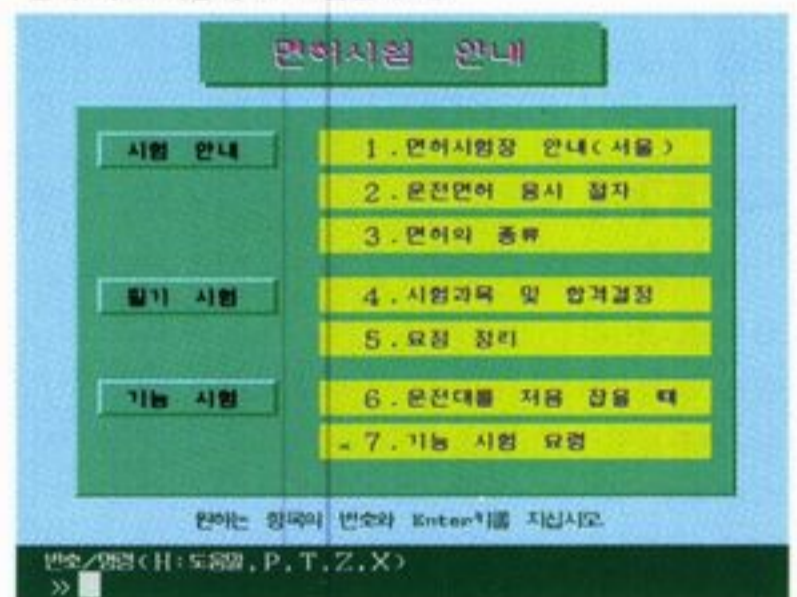 면허시험 안내
시험 안내
1.면허시험장 안내(서울)
2.운전면허 응시 절차
3.면허의 종류
필기 시험
4.시험과목 및 합격결정
5.요점 정리
기능 시험
6.운전대를 처음 잡을 때
7.기능 시험 요령
원하는 항목의 번호와 Enter키를 치십시오.
번호/명령(H:도움말,P,T,Z,X)
>>